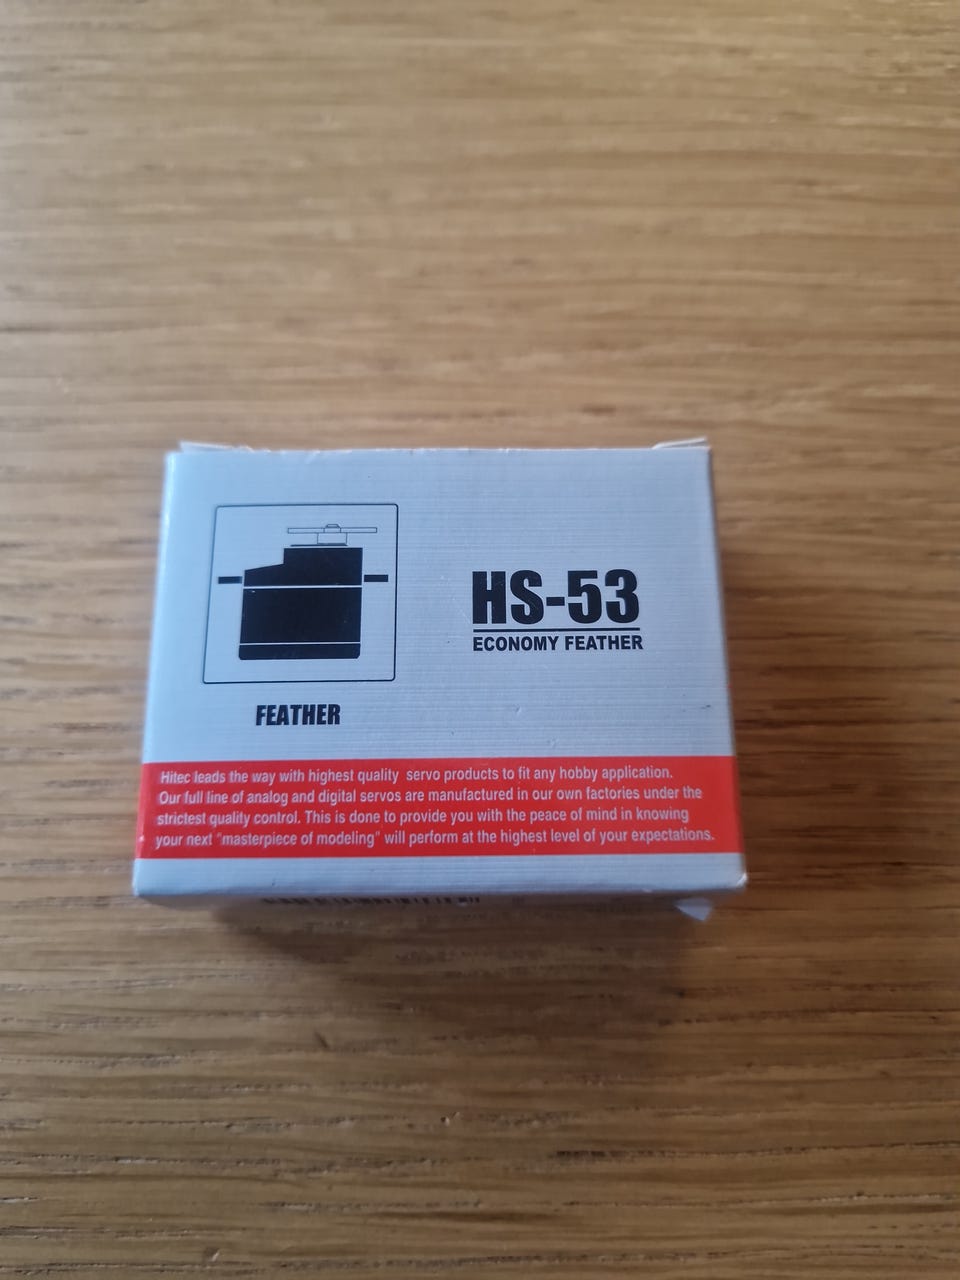 HS-53
ECONOMY FEATHER
FEATHER
Hitec leads the way with highest quality servo products to fit any hobby application.
Our full line of analog and digital servos are manufactured in our own factories under the
strictest quality control. This is done to provide you with the peace of mind in knowing
your next "masterpiece of modeling" will perform at the highest level of your expectations.